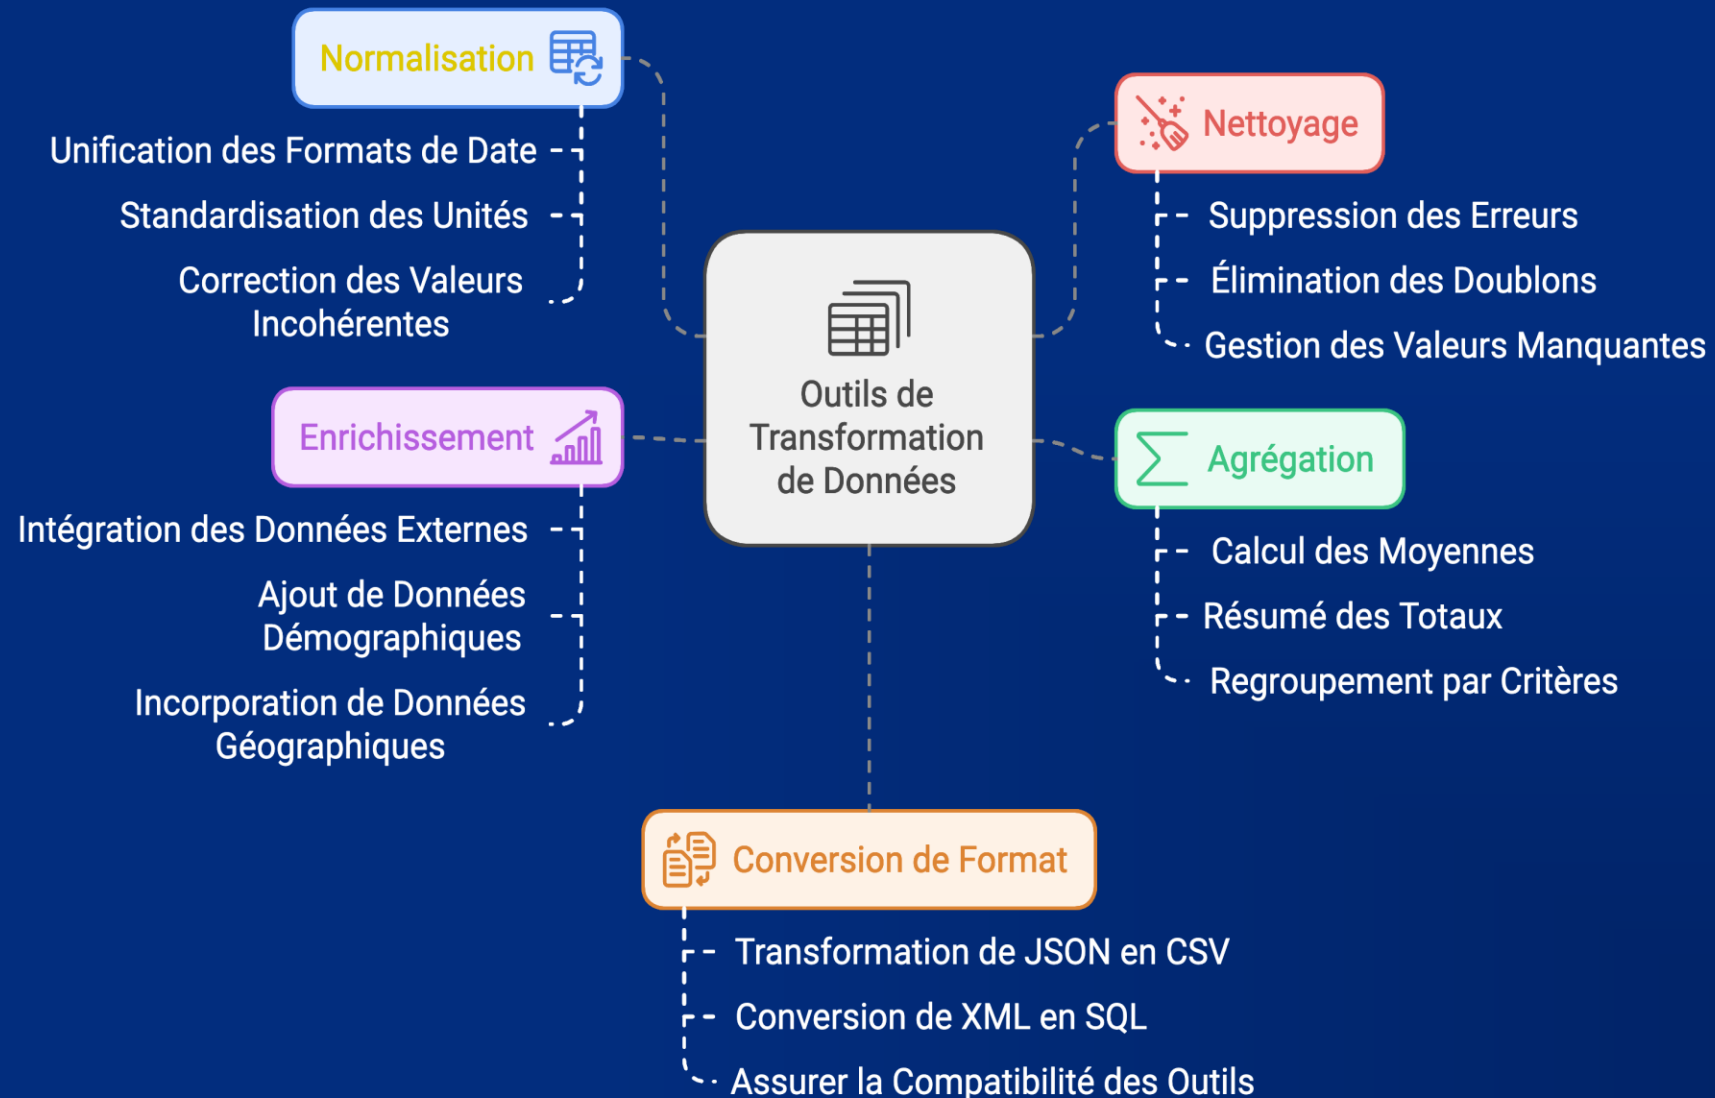 Normalisation
Unification des Formats de Date
Standardisation des Unités
Correction des Valeurs
Incohérentes
Enrichissement
Intégration des Données Externes
Ajout de Données
Démographiques
Incorporation de Données
Géographiques
Outils de
Transformation
de Données
Nettoyage
Suppression des Erreurs
Élimination des Doublons
Gestion des Valeurs Manquantes
Agrégation
Calcul des Moyennes
Résumé des Totaux
Regroupement par Critères
Conversion de Format
Transformation de JSON en CSV
Conversion de XML en SQL
Assurer la Compatibilité des Outils